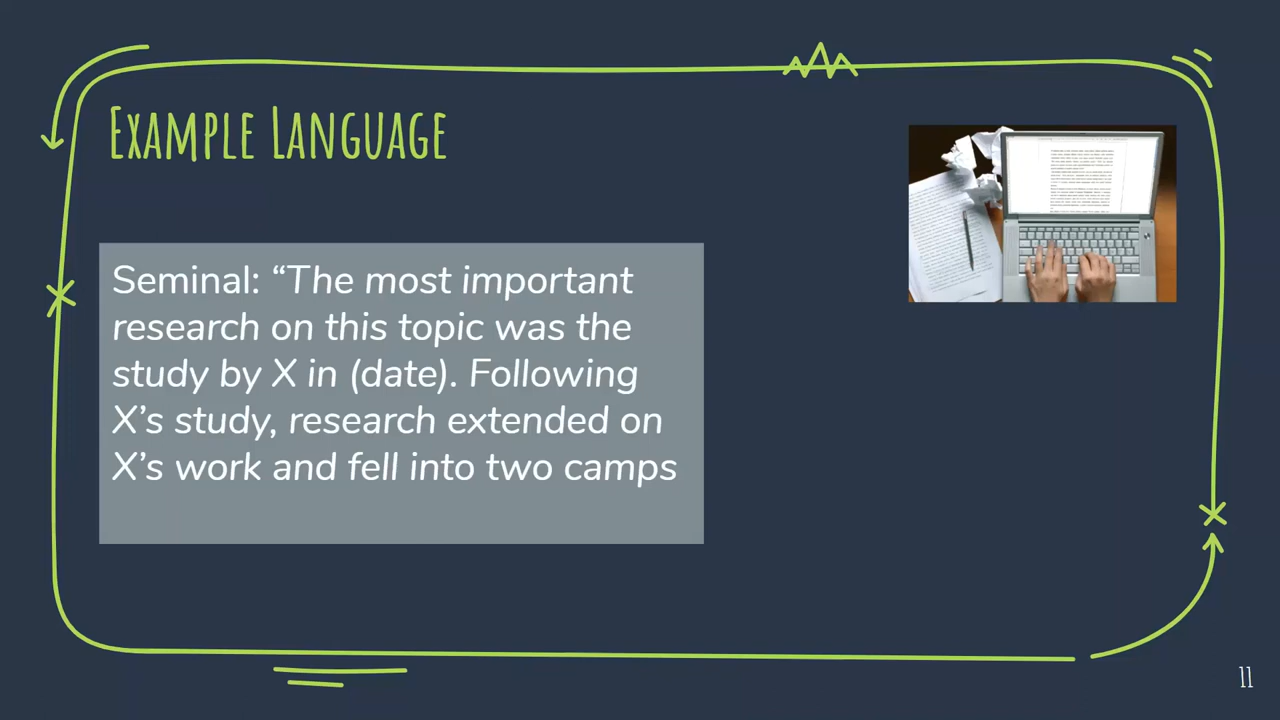 Example Language
Seminal: “The most important
research on this topic was the
study by X in (date). Following
X’s study, research extended on
X’s work and fell into two camps
11